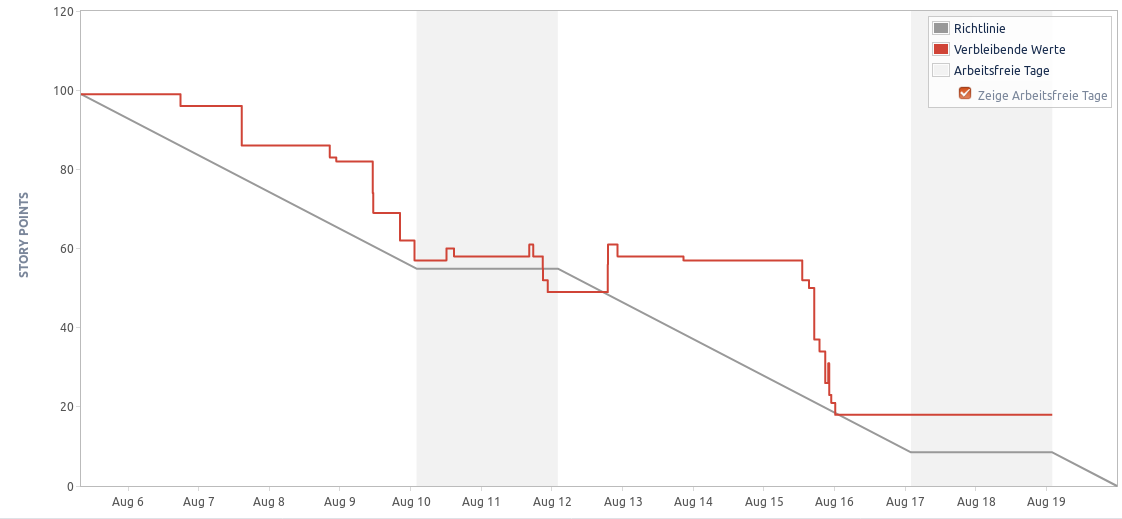 120
100
80
60
40
20
0
STORY POINTS
Richtlinie
Verbleibende Werte
Arbeitsfreie Tage
Zeige Arbeitsfreie Tage
Aug 6 Aug 7 Aug 8 Aug 9 Aug 10 Aug 11 Aug 12 Aug 13 Aug 14 Aug 15 Aug 16 Aug 17 Aug 18 Aug 19